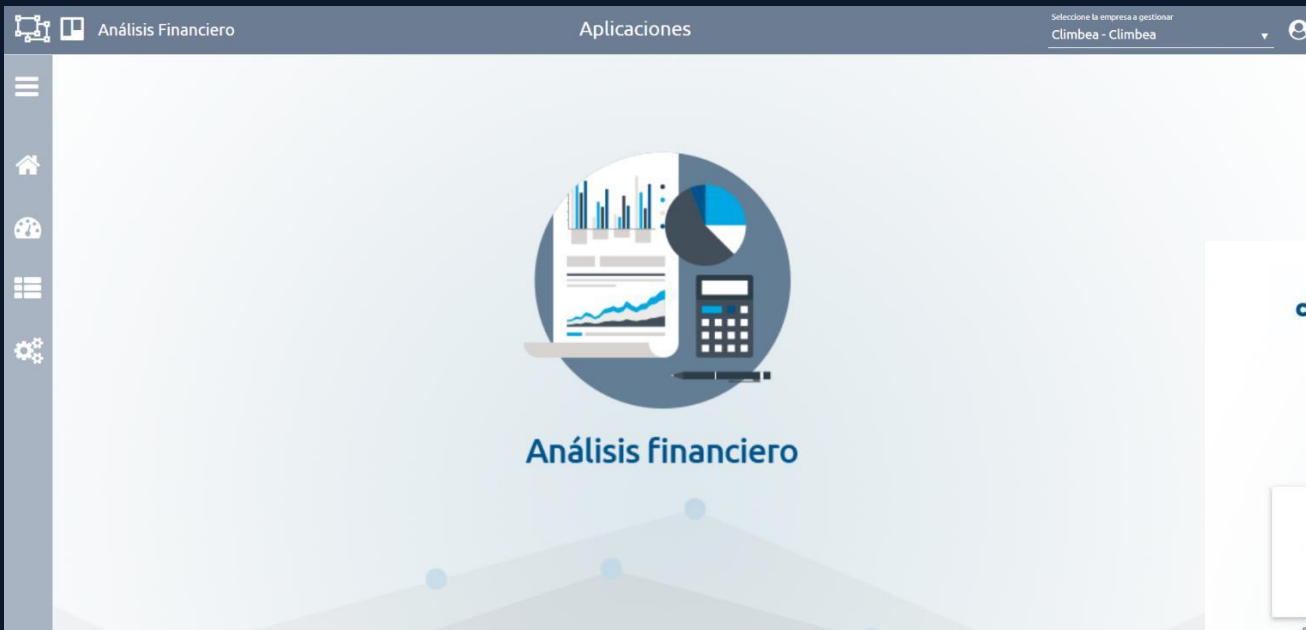 Análisis Financiero
Aplicaciones
Seleccione la empresa a gestionar
Climbea - Climbea
Análisis financiero